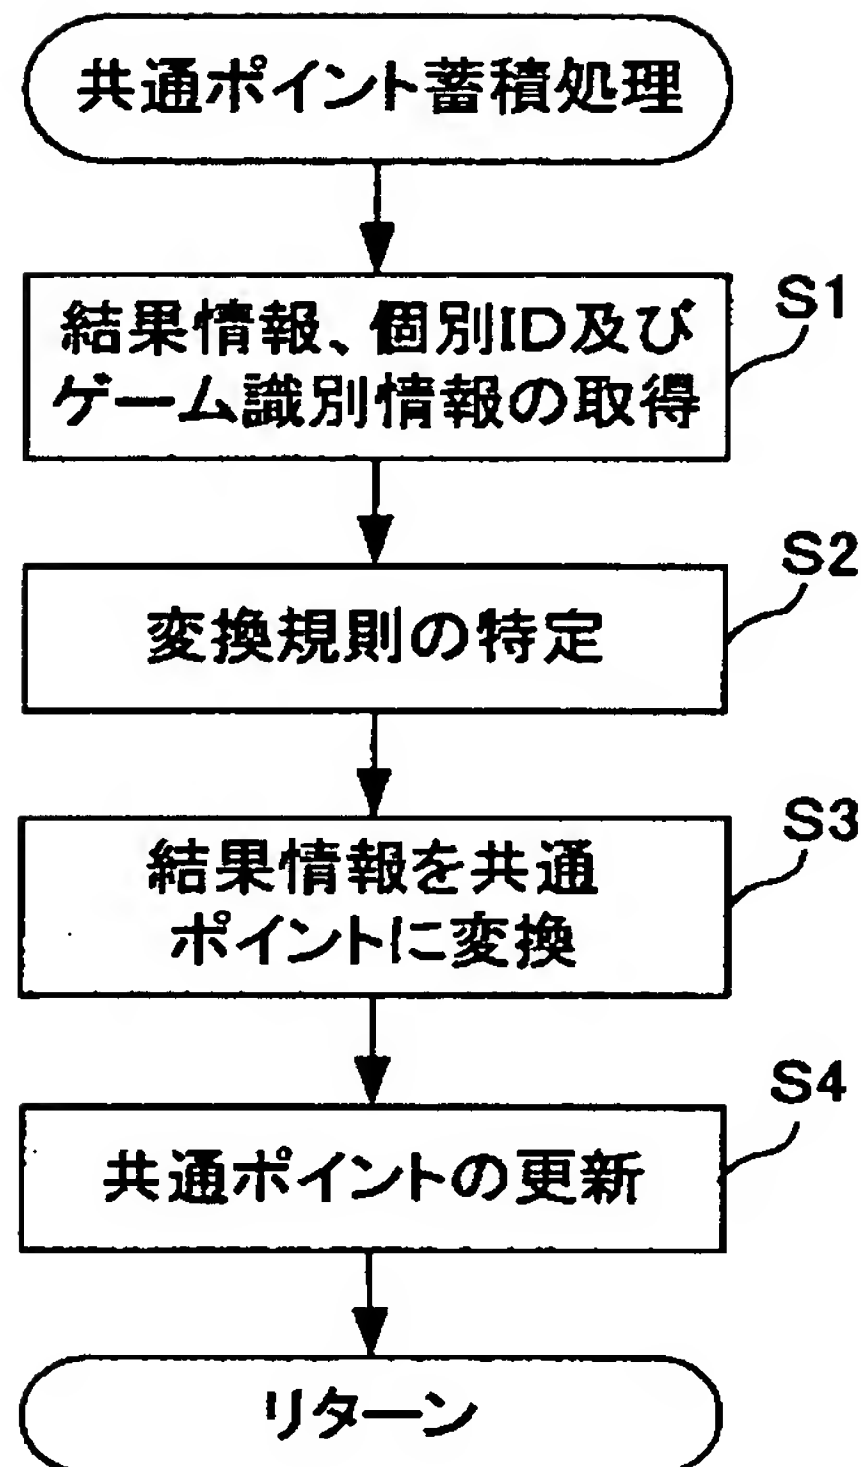 共通ポイント蓄積処理
S1
結果情報、個別ID及び
ゲーム識別情報の取得
S2
変換規則の特定
S3
結果情報を共通
ポイントに変換
S4
共通ポイントの更新
リターン